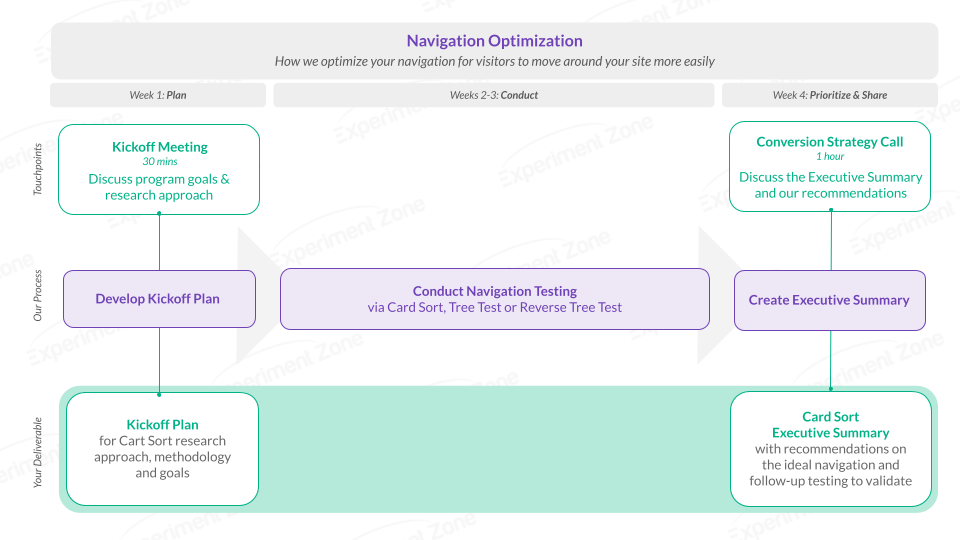 Navigation Optimization
How we optimize your navigation for visitors to move around your site more easily
Week 1: Plan
Weeks 2-3: Conduct
Week 4: Prioritize & Share
Touchpoints
Kickoff Meeting
30 mins
Discuss program goals &
research approach
Conversion Strategy Call
1 hour
Discuss the Executive Summary
and our recommendations
Our Process
Develop Kickoff Plan
Conduct Navigation Testing
via Card Sort, Tree Test or Reverse Tree Test
Create Executive Summary
Your Deliverable
Kickoff Plan
for Cart Sort research
approach, methodology
and goals
Card Sort
Executive Summary
with recommendations on
the ideal navigation and
follow-up testing to validate
Experiment Zone